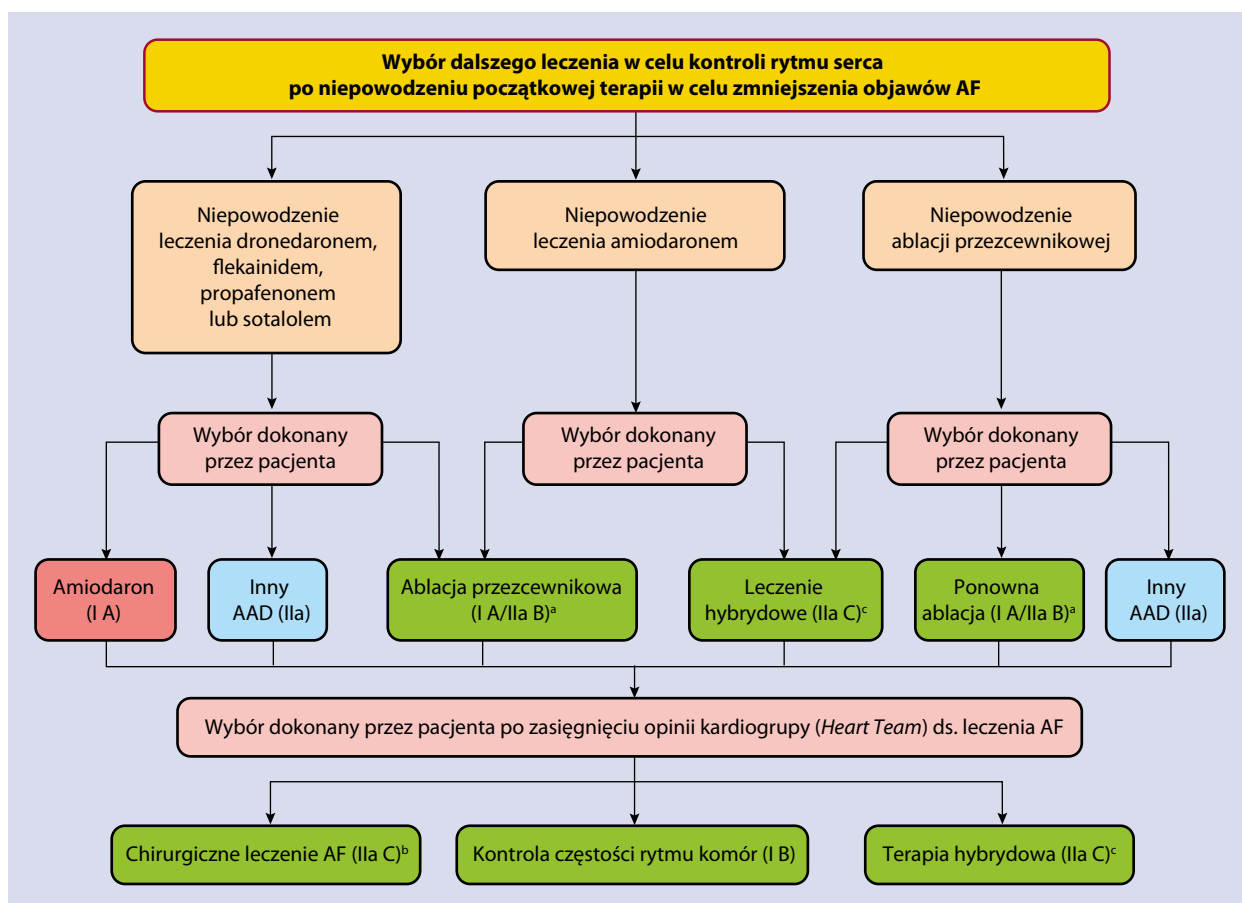 Wybór dalszego leczenia w celu kontroli rytmu serca
po niepowodzeniu początkowej terapii w celu zmniejszenia objawów AF
Niepowodzenie
leczenia dronedaronem,
flekainidem,
propafenonem
lub sotalolem
Niepowodzenie
leczenia amiodaronem
Niepowodzenie
ablacji przezcewnikowej
Wybór dokonany
przez pacjenta
Wybór dokonany
przez pacjenta
Wybór dokonany
przez pacjenta
Amiodaron
(I A)
Inny
AAD (IIa)
Ablacja przezcewnikowa
(I A/IIa B)ᵃ
Leczenie
hybrydowe (IIa C)ᶜ
Ponowna
ablacja (I A/IIa B)ᵃ
Inny
AAD (IIa)
Wybór dokonany przez pacjenta po zasięgnięciu opinii kardiogrupy (Heart Team) ds. leczenia AF
Chirurgiczne leczenie AF (IIa C)ᵇ
Kontrola częstości rytmu komór (I B)
Terapia hybrydowa (IIa C)ᶜ